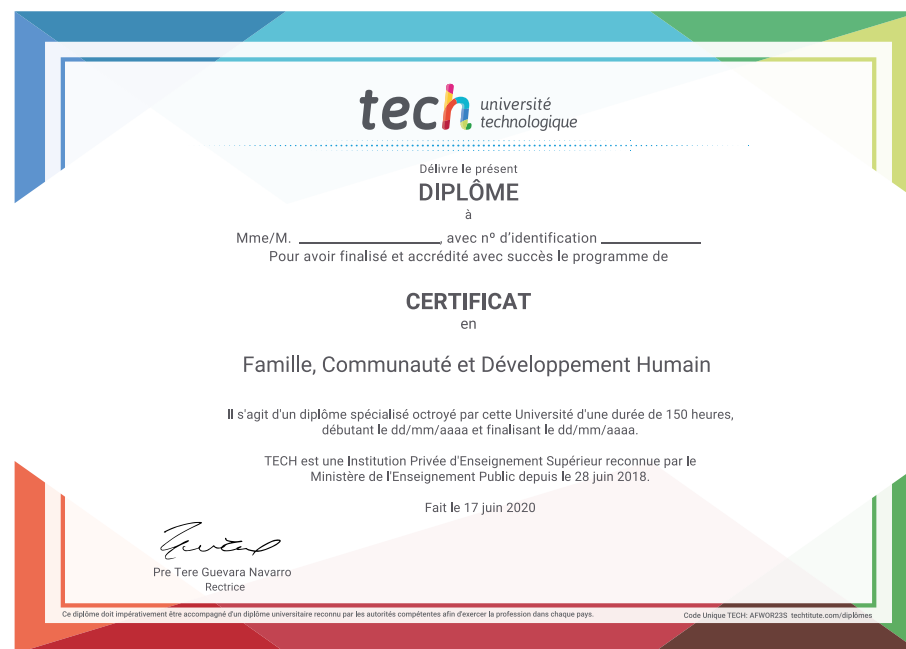 tech université
technologique
Délivre le présent
DIPLÔME
à
Mme/M. ____________________, avec nº d'identification ______________
Pour avoir finalisé et accrédité avec succès le programme de
CERTIFICAT
en
Famille, Communauté et Développement Humain
Il s'agit d'un diplôme spécialisé octroyé par cette Université d'une durée de 150 heures,
débutant le dd/mm/aaaa et finalisant le dd/mm/aaaa.
TECH est une Institution Privée d'Enseignement Supérieur reconnue par le
Ministère de l'Enseignement Public depuis le 28 juin 2018.
Fait le 17 juin 2020
Pre Tere Guevara Navarro
Rectrice
Ce diplôme doit impérativement être accompagné d'un diplôme universitaire reconnu par les autorités compétentes afin d'exercer la profession dans chaque pays.
Code Unique TECH: AFWOR23S techtitute.com/diplômes